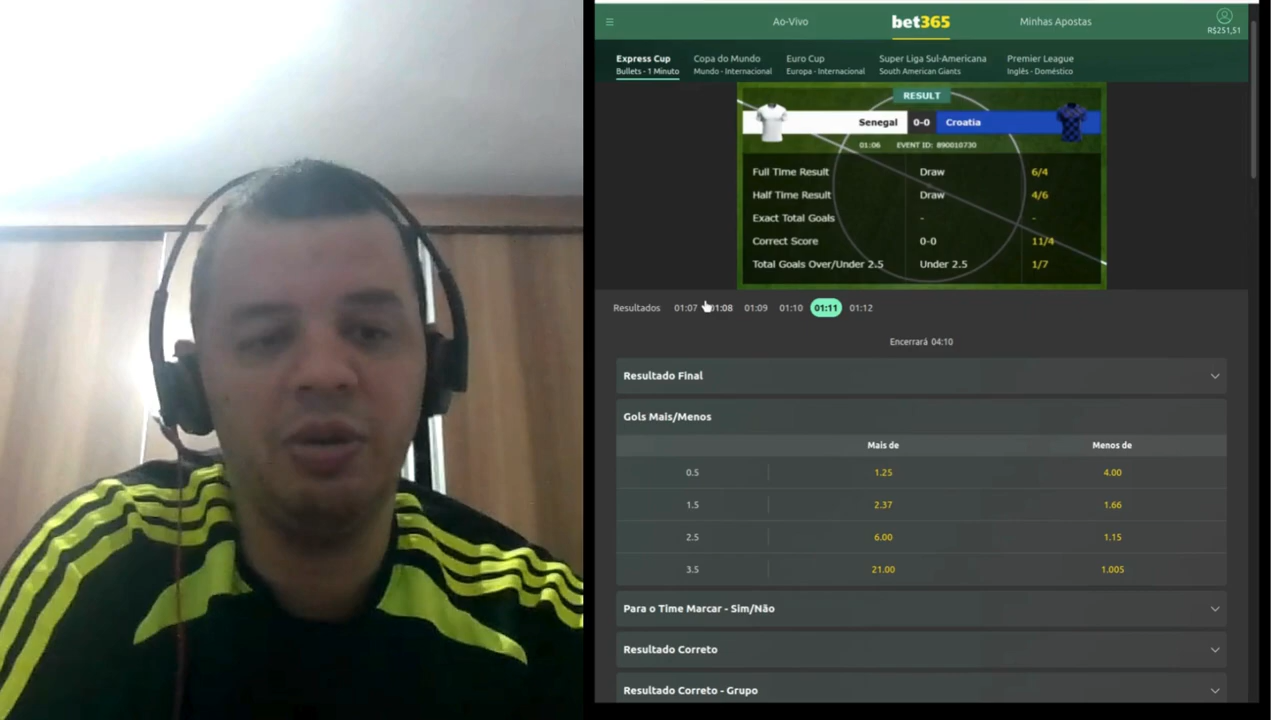 Ao-Vivo
bet365
Minhas Apostas
R$251,51
Express Cup
Bullets - 1 Minuto
Copa do Mundo
Mundo - Internacional
Euro Cup
Europa - Internacional
Super Liga Sul-Americana
South American Giants
Premier League
Inglês - Doméstico
RESULT
Senegal 0-0 Croatia
01:06 EVENT ID: 890010730
Full Time Result Draw 6/4
Half Time Result Draw 4/6
Exact Total Goals - -
Correct Score 0-0 11/4
Total Goals Over/Under 2.5 Under 2.5 1/7
Resultados 01:07 01:08 01:09 01:10 01:11 01:12
Encerrará 04:10
Resultado Final
Gols Mais/Menos
Mais de Menos de
0.5 1.25 4.00
1.5 2.37 1.66
2.5 6.00 1.15
3.5 21.00 1.005
Para o Time Marcar - Sim/Não
Resultado Correto
Resultado Correto - Grupo